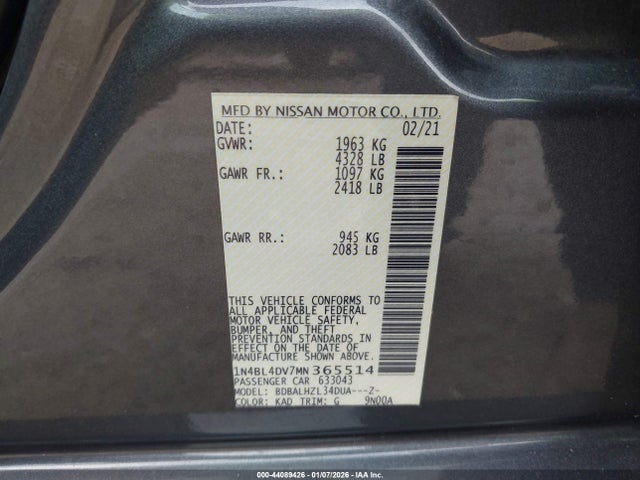 MFD BY NISSAN MOTOR CO., LTD.
DATE: 02/21
GVWR: 1963 KG
4328 LB
GAWR FR.: 1097 KG
2418 LB
GAWR RR.: 945 KG
2083 LB
THIS VEHICLE CONFORMS TO
ALL APPLICABLE FEDERAL
MOTOR VEHICLE SAFETY,
BUMPER, AND THEFT
PREVENTION STANDARDS IN
EFFECT ON THE DATE OF
MANUFACTURE SHOWN ABOVE.
1N4BL4DV7MN 365514
PASSENGER CAR 633043
MODEL: BDBALHZL34DUA---Z-
COLOR: KAD TRIM: G 9N00A
000-44089426 - 01/07/2026 - IAA Inc.